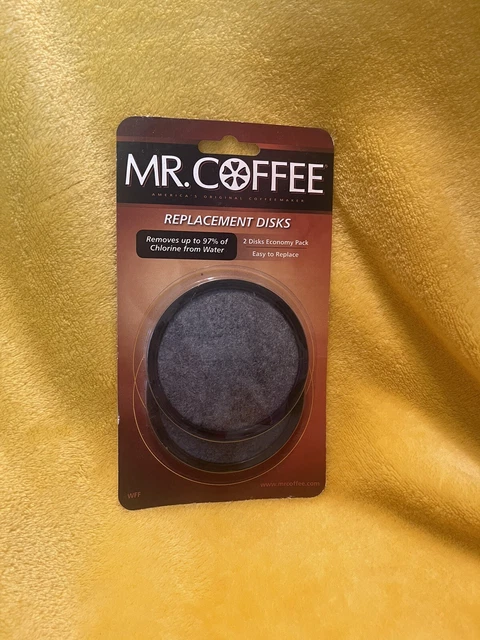 MR. COFFEE
AMERICA'S ORIGINAL COFFEEMAKER
REPLACEMENT DISKS
Removes up to 97% of
Chlorine from Water
2 Disks Economy Pack
Easy to Replace
www.mrcoffee.com
WFF